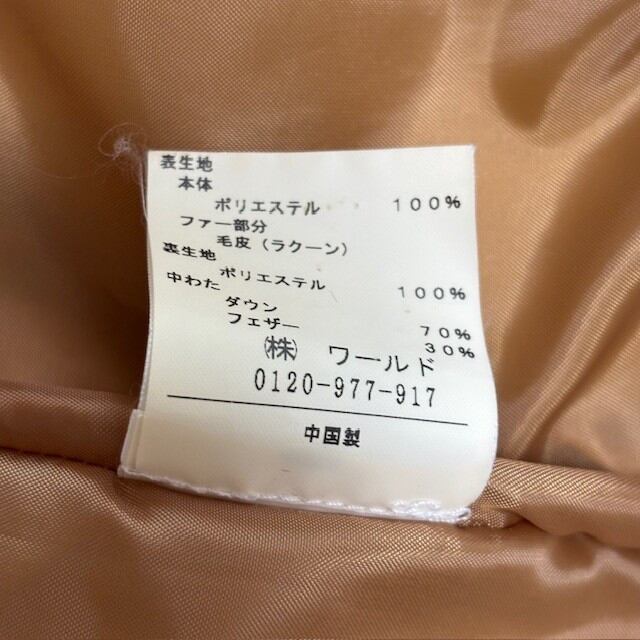 表生地
本体
ポリエステル 100%
ファー部分
毛皮（ラクーン）
裏生地
ポリエステル 100%
中わた
ダウン 70%
フェザー 30%
㈱ ワールド
0120-977-917
中国製